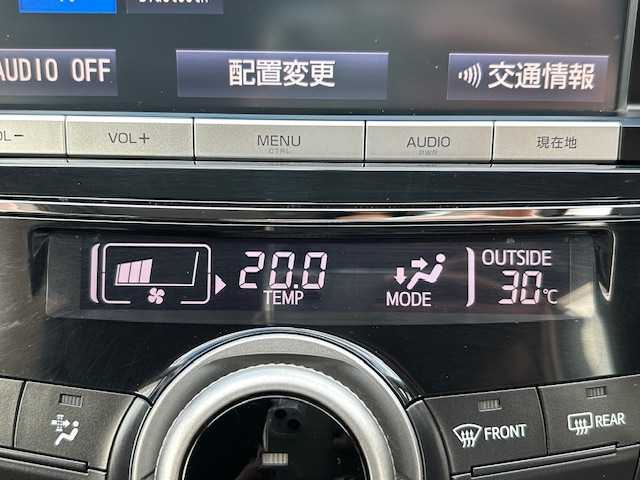 Bluetooth
AUDIO OFF
配置変更
交通情報
VOL+
MENU
CTRL
AUDIO
PWR
現在地
20.0
TEMP
MODE
OUTSIDE
30℃
FRONT
REAR